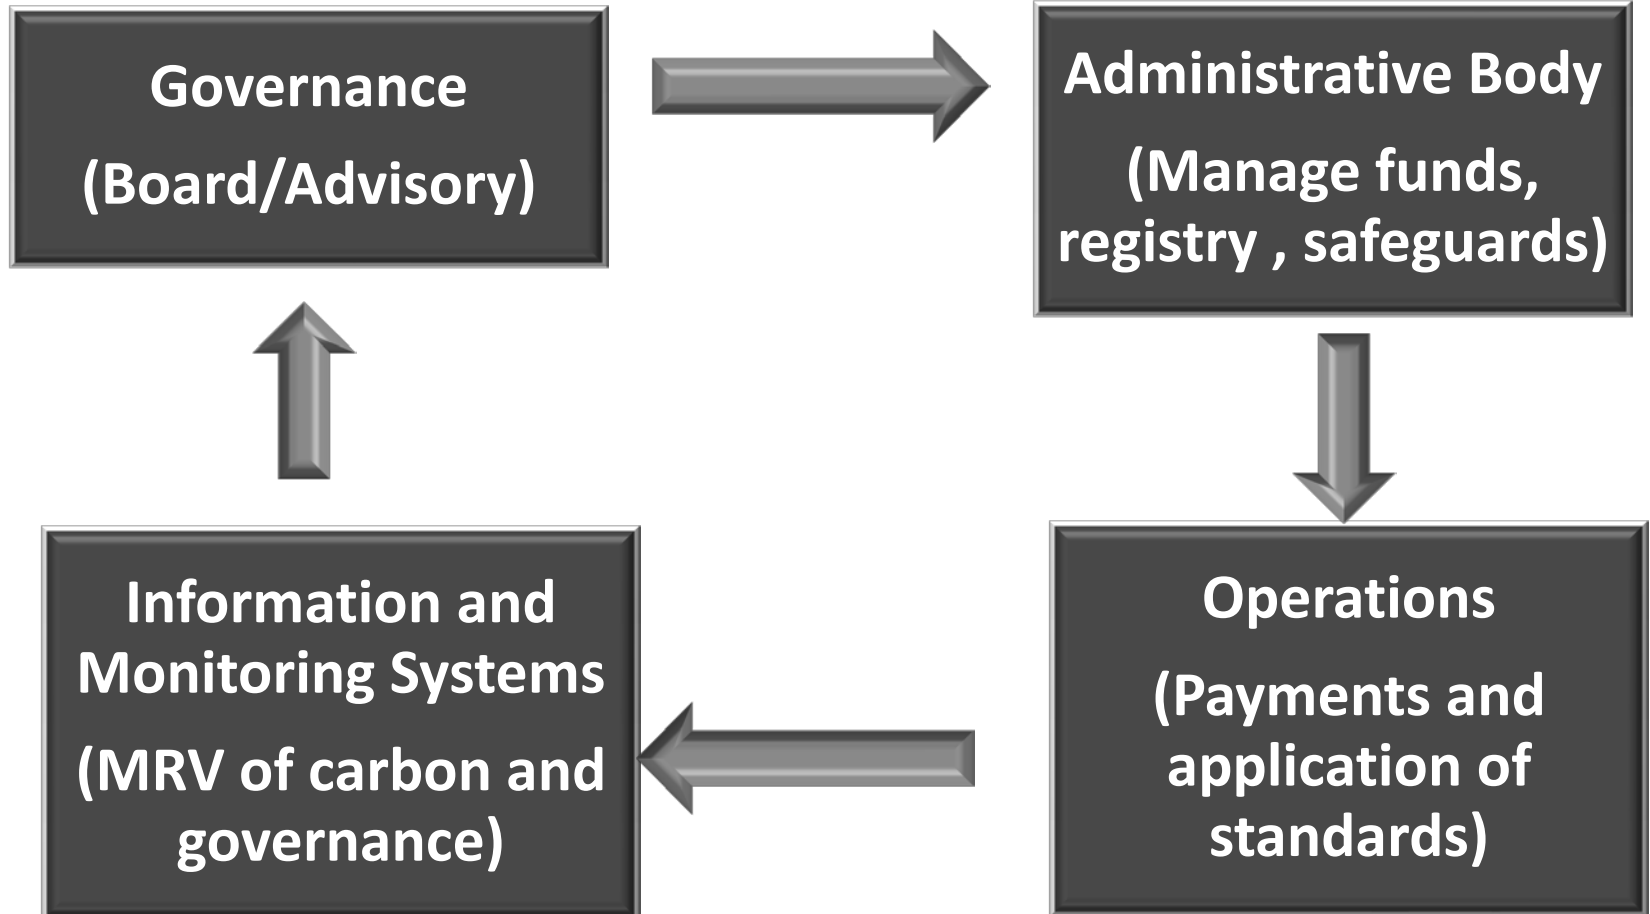 Governance
(Board/Advisory)
Administrative Body
(Manage funds,
registry , safeguards)
Information and
Monitoring Systems
(MRV of carbon and
governance)
Operations
(Payments and
application of
standards)